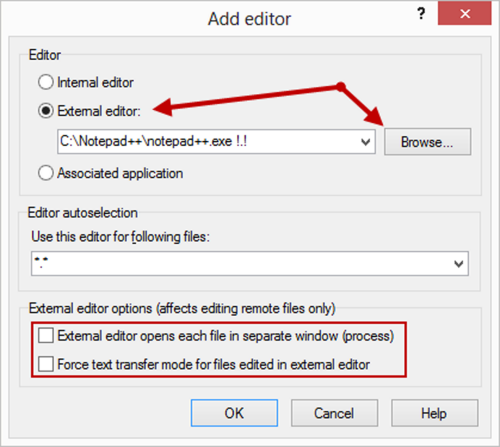 Add editor
?
Editor
Internal editor
External editor:
C:\Notepad++\notepad++.exe !.!
Browse...
Associated application
Editor autoselection
Use this editor for following files:
*.*
External editor options (affects editing remote files only)
External editor opens each file in separate window (process)
Force text transfer mode for files edited in external editor
OK
Cancel
Help